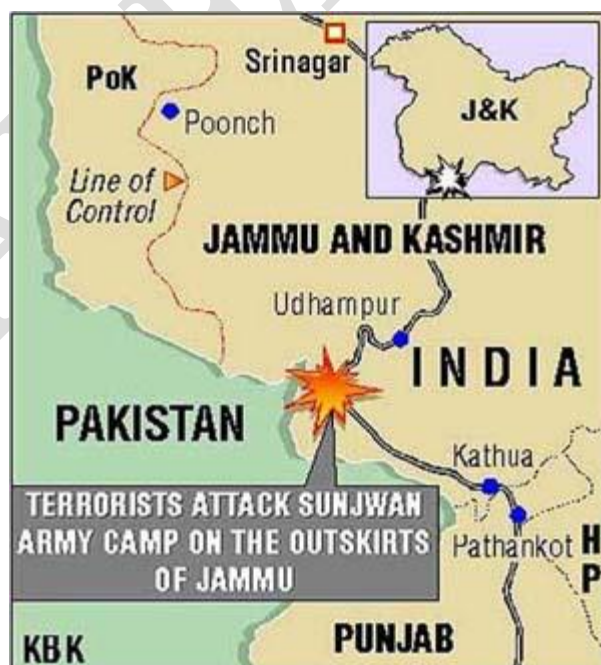 Srinagar
PoK
J&K
Poonch
Line of
Control
JAMMU AND KASHMIR
Udhampur
INDIA
PAKISTAN
Kathua
TERRORISTS ATTACK SUNJWAN
ARMY CAMP ON THE OUTSKIRTS
OF JAMMU
Pathankot
H
P
KBK
PUNJAB